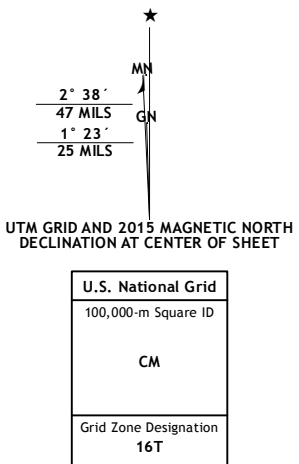 ★
MN
2° 38´
47 MILS
GN
1° 23´
25 MILS
UTM GRID AND 2015 MAGNETIC NORTH
DECLINATION AT CENTER OF SHEET
U.S. National Grid
100,000-m Square ID
CM
Grid Zone Designation
16T